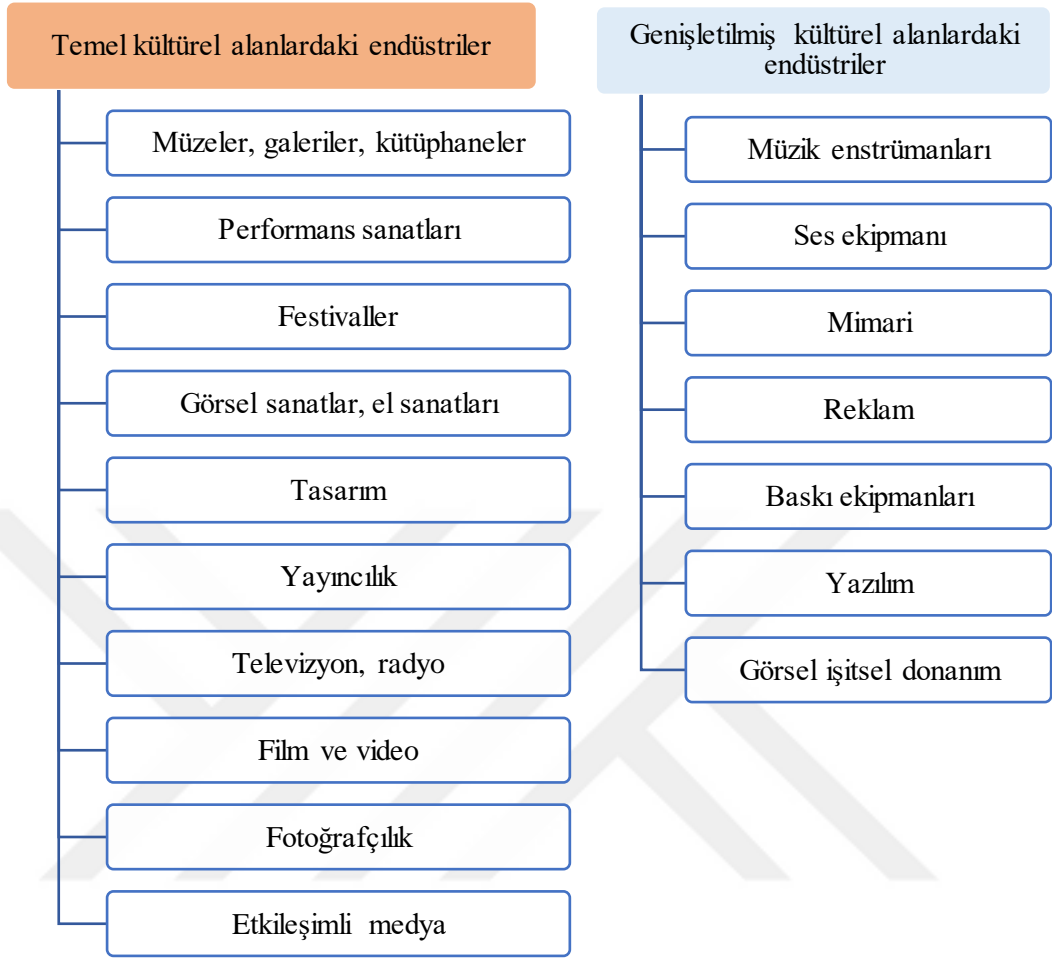 Temel kültürel alanlardaki endüstriler
Müzeler, galeriler, kütüphaneler
Performans sanatları
Festivaller
Görsel sanatlar, el sanatları
Tasarım
Yayıncılık
Televizyon, radyo
Film ve video
Fotoğrafçılık
Etkileşimli medya
Genişletilmiş kültürel alanlardaki
endüstriler
Müzik enstrümanları
Ses ekipmanı
Mimari
Reklam
Baskı ekipmanları
Yazılım
Görsel işitsel donanım